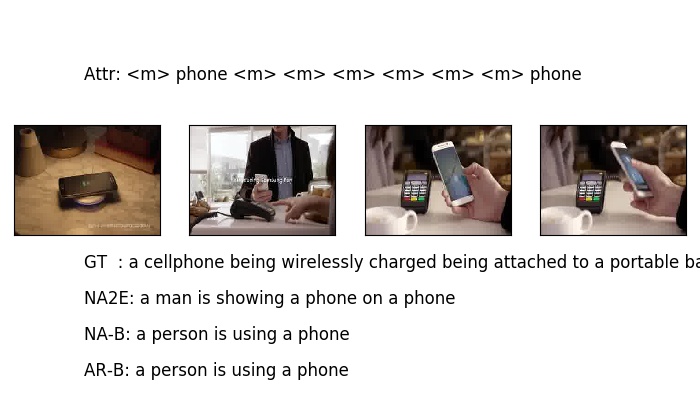 Attr: <m> phone <m> <m> <m> <m> <m> <m> phone
GT : a cellphone being wirelessly charged being attached to a portable ba
NA2E: a man is showing a phone on a phone
NA-B: a person is using a phone
AR-B: a person is using a phone